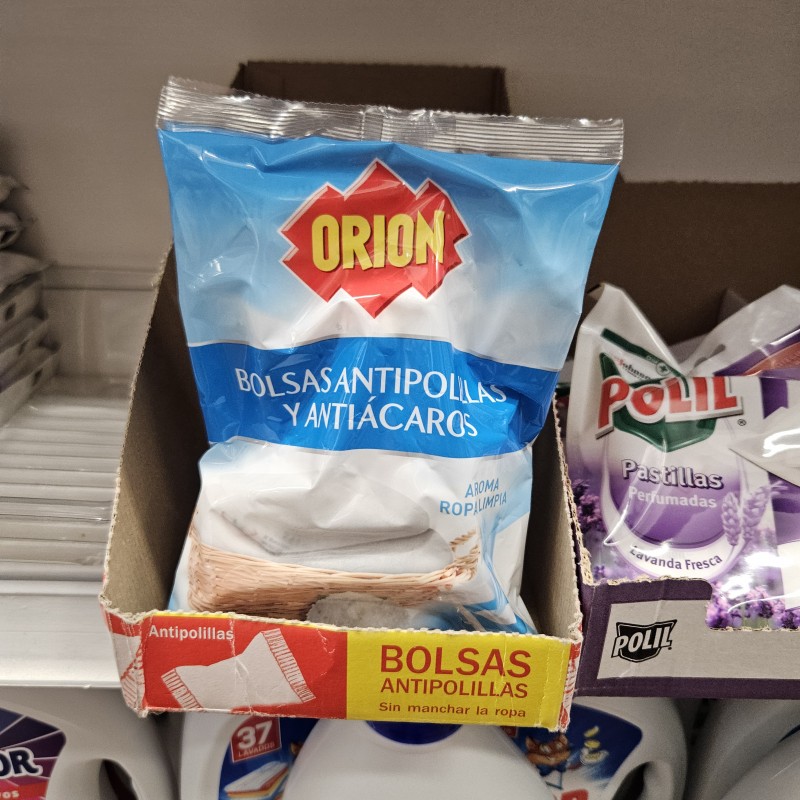 ORION
BOLSAS ANTIPOLILLAS
Y ANTIÁCAROS
AROMA
ROPA LIMPIA
Antipolillas
BOLSAS
ANTIPOLILLAS
Sin manchar la ropa
POLIL
®
Pastillas
Perfumadas
Lavanda Fresca
POLIL
37
LAVADOS